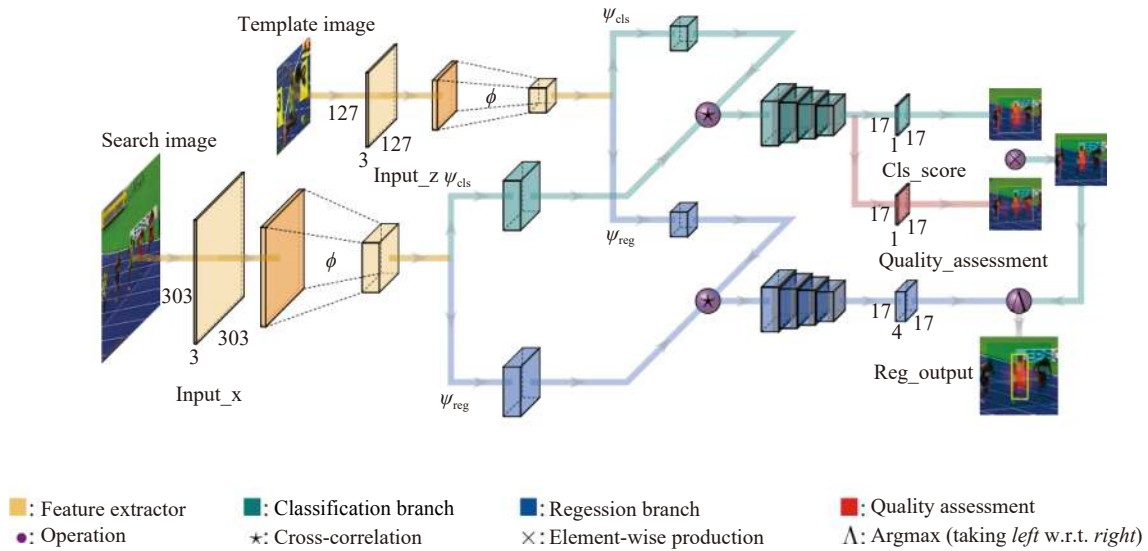 Template image
ψcls
127
127
3
ϕ
Input_z
Search image
ψcls
303
303
3
ϕ
Input_x
ψreg
ψreg
17
17
1
Cls_score
17
17
1
Quality_assessment
17
17
4
Reg_output
: Feature extractor
: Classification branch
: Regression branch
: Quality assessment
: Operation
★: Cross-correlation
×: Element-wise production
Λ: Argmax (taking left w.r.t. right)